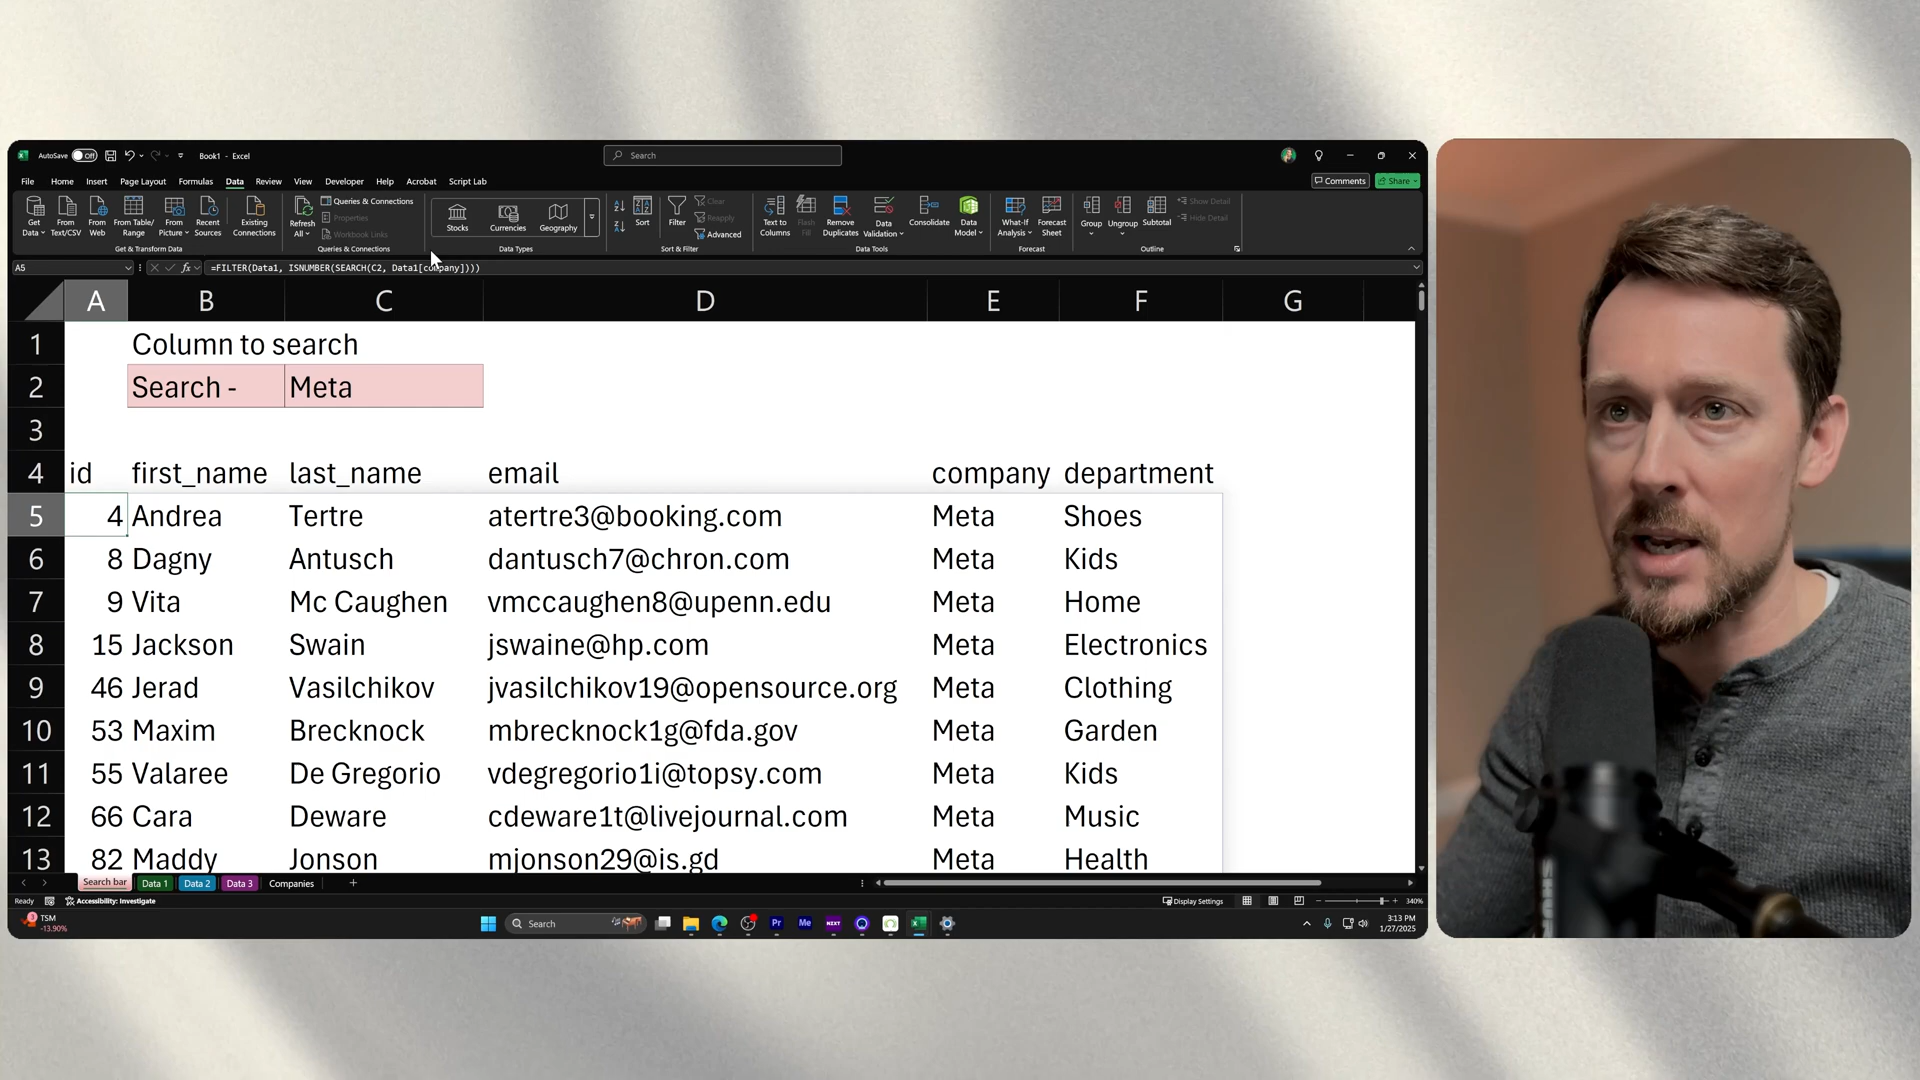 AutoSave Off Book1 - Excel Search
File Home Insert Page Layout Formulas Data Review View Developer Help Acrobat Script Lab Comments Share
Get Data From Text/CSV From Web From Table/Range From Picture Recent Sources Existing Connections
Get & Transform Data
Refresh All Queries & Connections Properties Workbook Links
Queries & Connections
Stocks Currencies Geography
Data Types
Sort Filter Clear Reapply Advanced
Sort & Filter
Text to Columns Flash Fill Remove Duplicates Data Validation Consolidate Data Model
Data Tools
What-If Analysis Forecast Sheet
Forecast
Group Ungroup Subtotal Show Detail Hide Detail
Outline
A5 fx =FILTER(Data1, ISNUMBER(SEARCH(C2, Data1[company])))
A B C D E F G
1 Column to search
2 Search - Meta
3
4 id first_name last_name email company department
5 4 Andrea Tertre atertre3@booking.com Meta Shoes
6 8 Dagny Antusch dantusch7@chron.com Meta Kids
7 9 Vita Mc Caughen vmccaughen8@upenn.edu Meta Home
8 15 Jackson Swain jswaine@hp.com Meta Electronics
9 46 Jerad Vasilchikov jvasilchikov19@opensource.org Meta Clothing
10 53 Maxim Brecknock mbrecknock1g@fda.gov Meta Garden
11 55 Valaree De Gregorio vdegregorio1i@topsy.com Meta Kids
12 66 Cara Deware cdeware1t@livejournal.com Meta Music
13 82 Maddy Jonson mjonson29@is.gd Meta Health
Search bar Data 1 Data 2 Data 3 Companies
Ready Accessibility: Investigate Display Settings 340%
TSM
-13.90%
Search Pr Me NEXT
3:13 PM
1/27/2025
SHURE